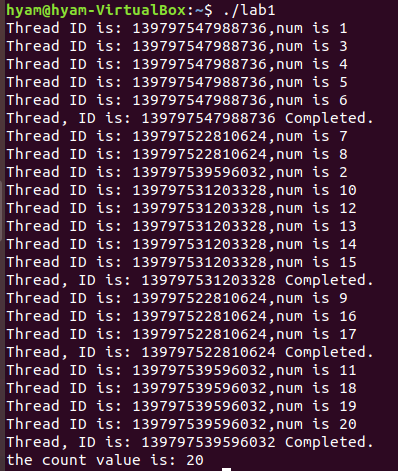 hyam@hyam-VirtualBox:~$ ./lab1
Thread ID is: 139797547988736,num is 1
Thread ID is: 139797547988736,num is 3
Thread ID is: 139797547988736,num is 4
Thread ID is: 139797547988736,num is 5
Thread ID is: 139797547988736,num is 6
Thread, ID is: 139797547988736 Completed.
Thread ID is: 139797522810624,num is 7
Thread ID is: 139797522810624,num is 8
Thread ID is: 139797539596032,num is 2
Thread ID is: 139797531203328,num is 10
Thread ID is: 139797531203328,num is 12
Thread ID is: 139797531203328,num is 13
Thread ID is: 139797531203328,num is 14
Thread ID is: 139797531203328,num is 15
Thread, ID is: 139797531203328 Completed.
Thread ID is: 139797522810624,num is 9
Thread ID is: 139797522810624,num is 16
Thread ID is: 139797522810624,num is 17
Thread, ID is: 139797522810624 Completed.
Thread ID is: 139797539596032,num is 11
Thread ID is: 139797539596032,num is 18
Thread ID is: 139797539596032,num is 19
Thread ID is: 139797539596032,num is 20
Thread, ID is: 139797539596032 Completed.
the count value is: 20